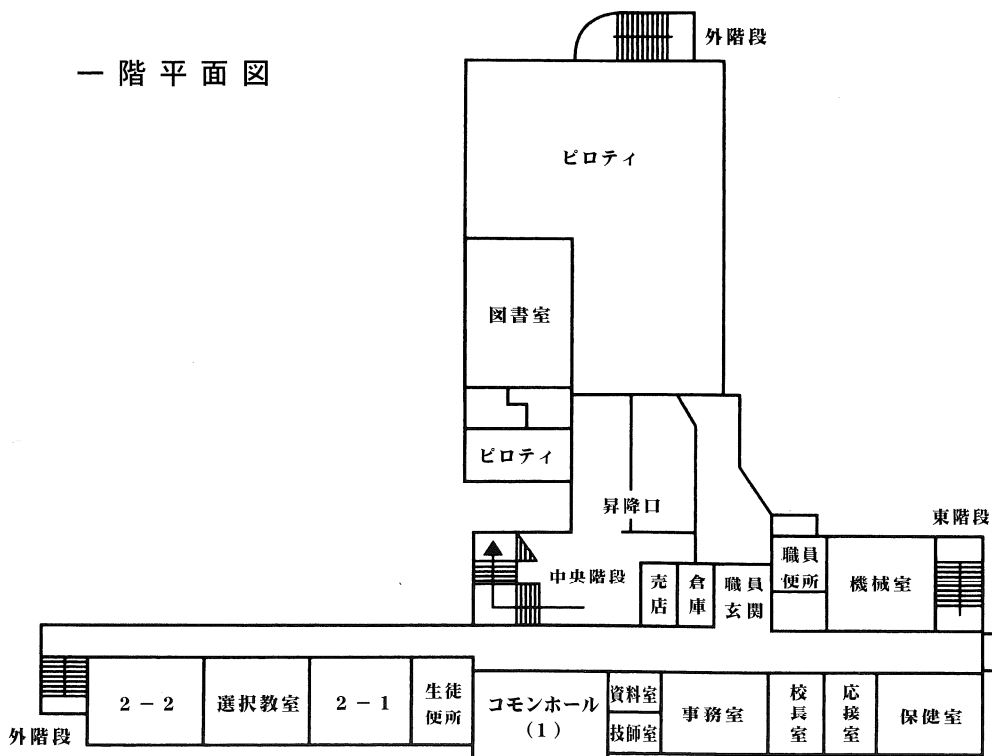 一階平面図
外階段
ピロティ
図書室
ピロティ
昇降口
東階段
職員
便所
機械室
中央階段
売店
倉庫
職員
玄関
2－2
選択教室
2－1
生徒
便所
コモンホール
(1)
資料室
技師室
事務室
校長室
応接室
保健室
外階段